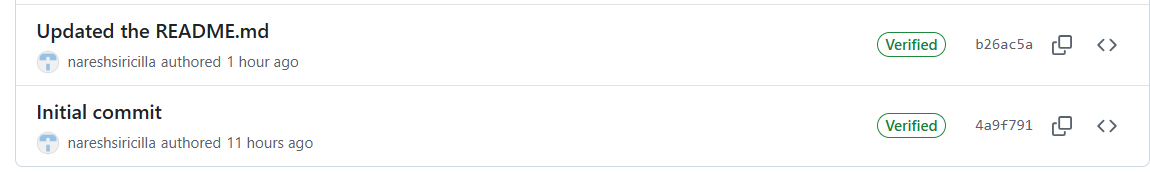 Updated the README.md
nareshsiricilla authored 1 hour ago
Verified
b26ac5a
Initial commit
nareshsiricilla authored 11 hours ago
Verified
4a9f791